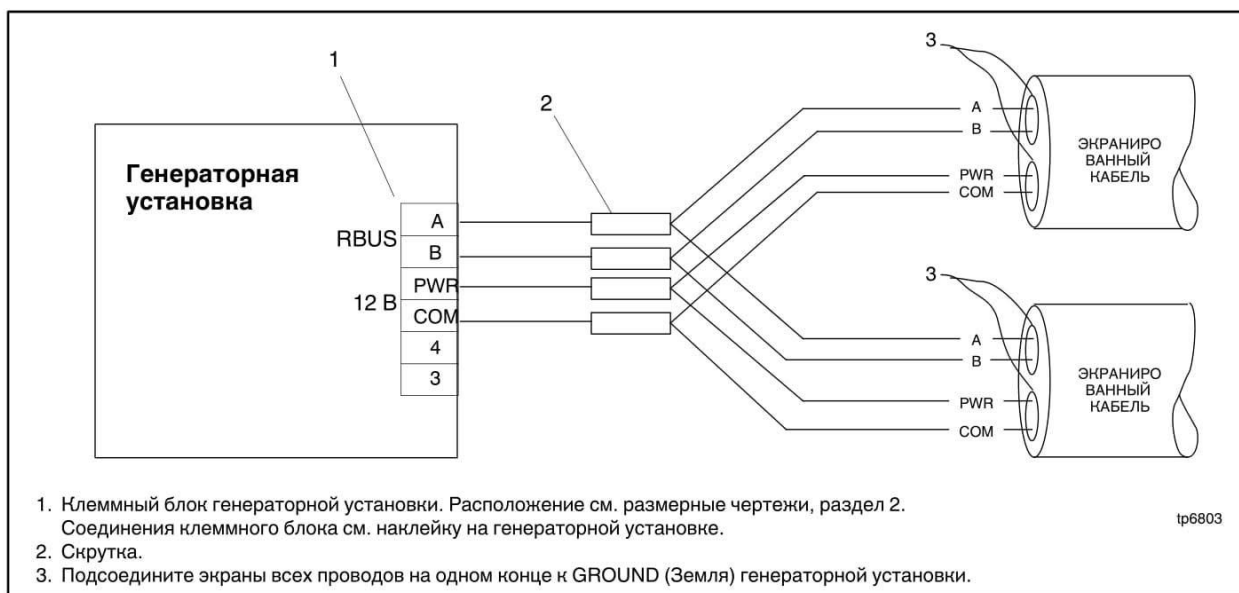 1
2
3
Генераторная
установка
RBUS
12 В
A
B
PWR
COM
4
3
A
B
PWR
COM
ЭКРАНИРО
ВАННЫЙ
КАБЕЛЬ
3
A
B
PWR
COM
ЭКРАНИРО
ВАННЫЙ
КАБЕЛЬ
1. Клеммный блок генераторной установки. Расположение см. размерные чертежи, раздел 2.
Соединения клеммного блока см. наклейку на генераторной установке.
2. Скрутка.
3. Подсоедините экраны всех проводов на одном конце к GROUND (Земля) генераторной установки.
tp6803